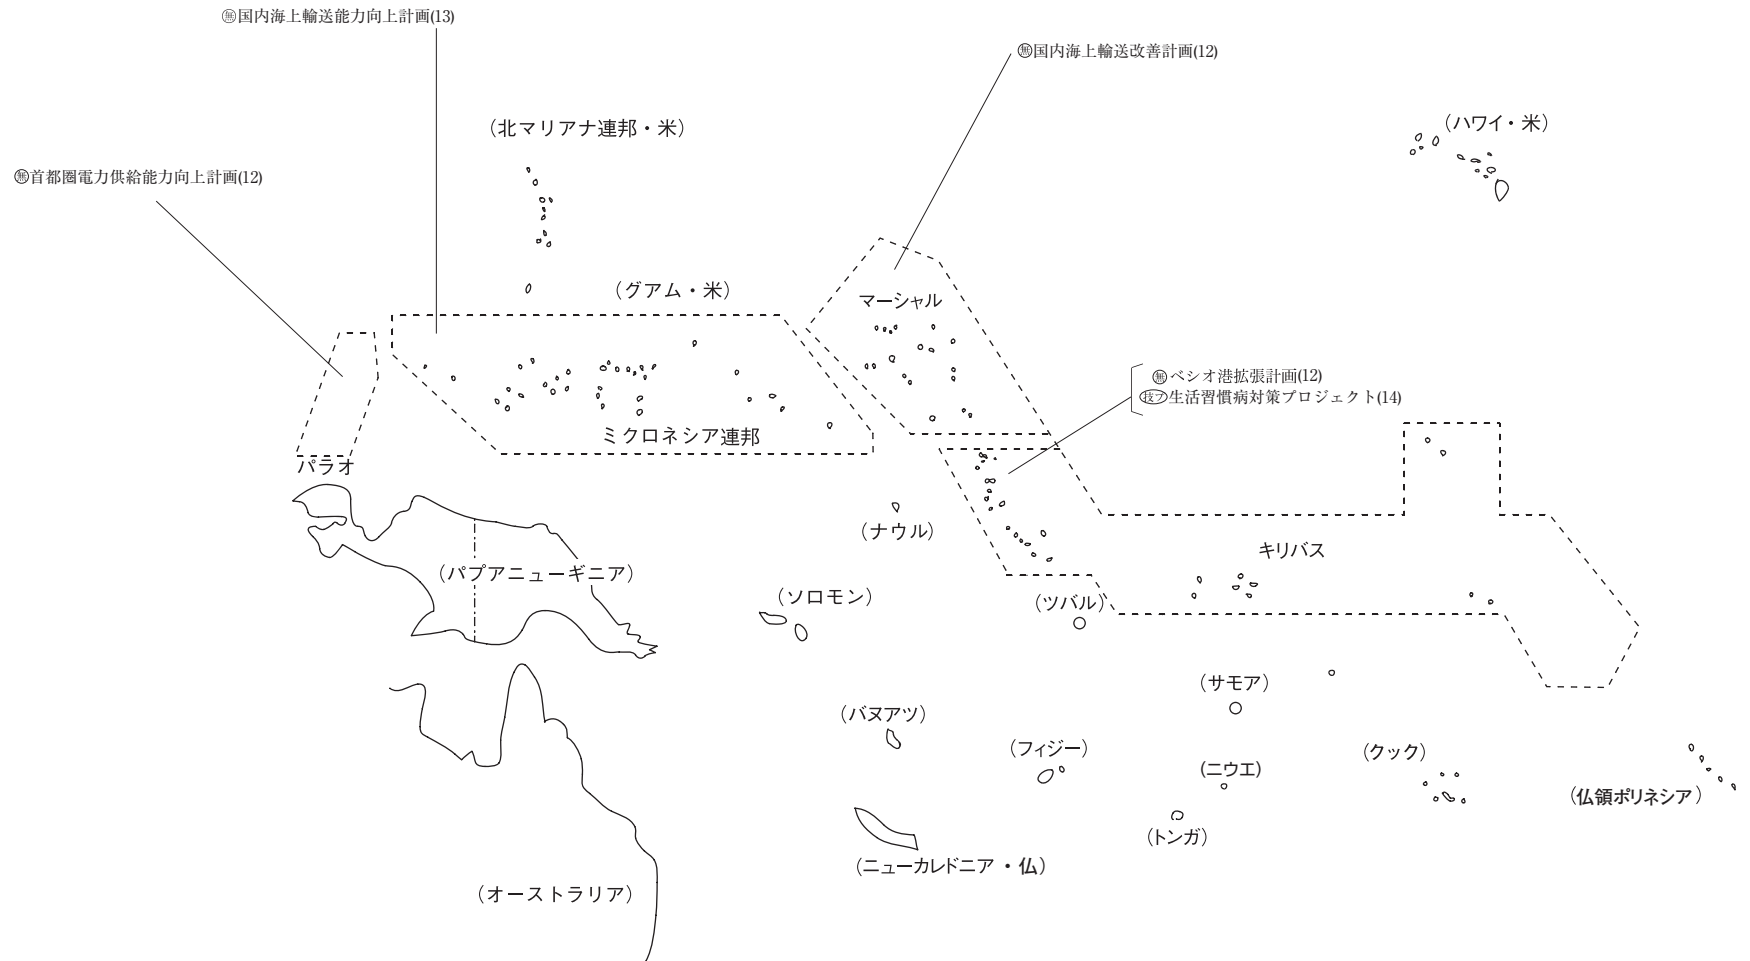 ㊒国内海上輸送能力向上計画(13)
㊒国内海上輸送改善計画(12)
(北マリアナ連邦・米)
(ハワイ・米)
無首都圏電力供給能力向上計画(12)
(グアム・米)
マーシャル
無ベシオ港拡張計画(12)
技プ生活習慣病対策プロジェクト(14)
ミクロネシア連邦
パラオ
(ナウル)
キリバス
(パプアニューギニア)
(ソロモン)
(ツバル)
(サモア)
(バヌアツ)
(フィジー)
(クック)
(ニウエ)
(仏領ポリネシア)
(トンガ)
(ニューカレドニア・仏)
(オーストラリア)